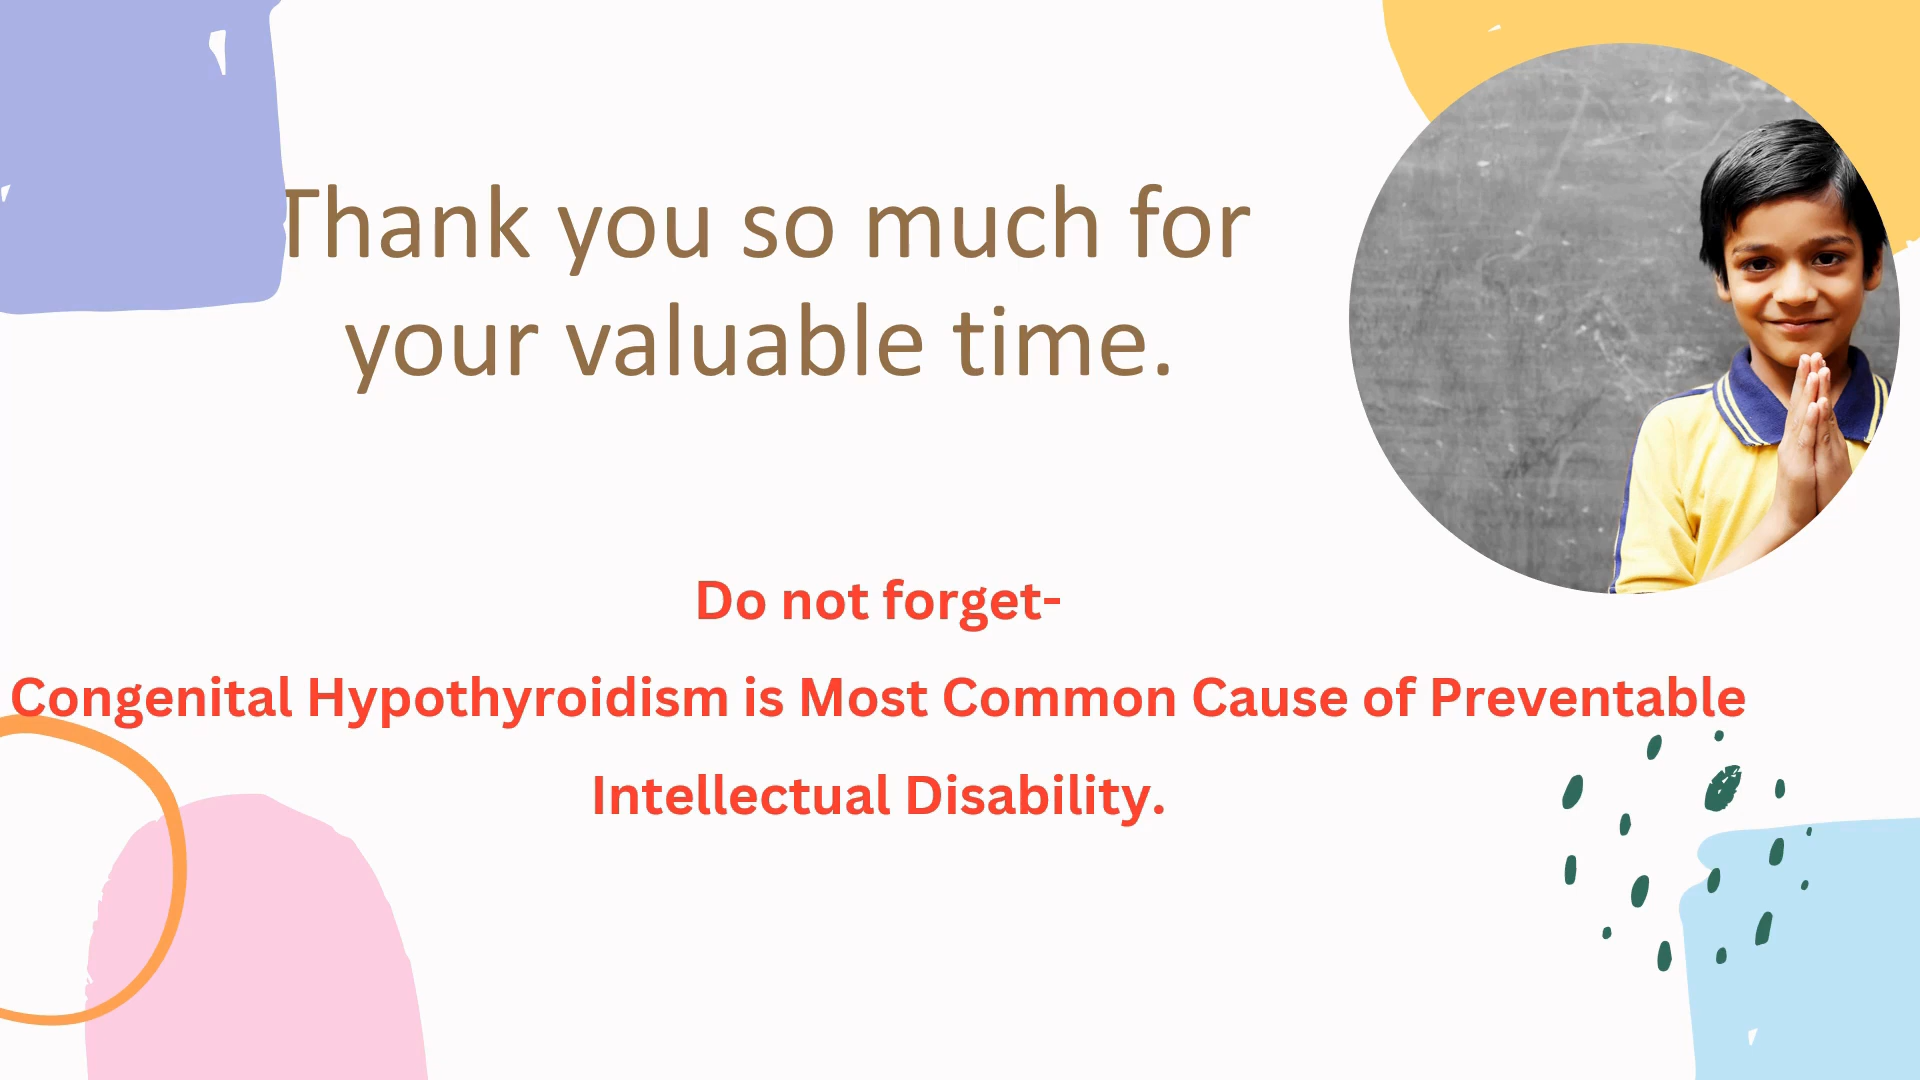 Thank you so much for
your valuable time.
Do not forget-
Congenital Hypothyroidism is Most Common Cause of Preventable
Intellectual Disability.